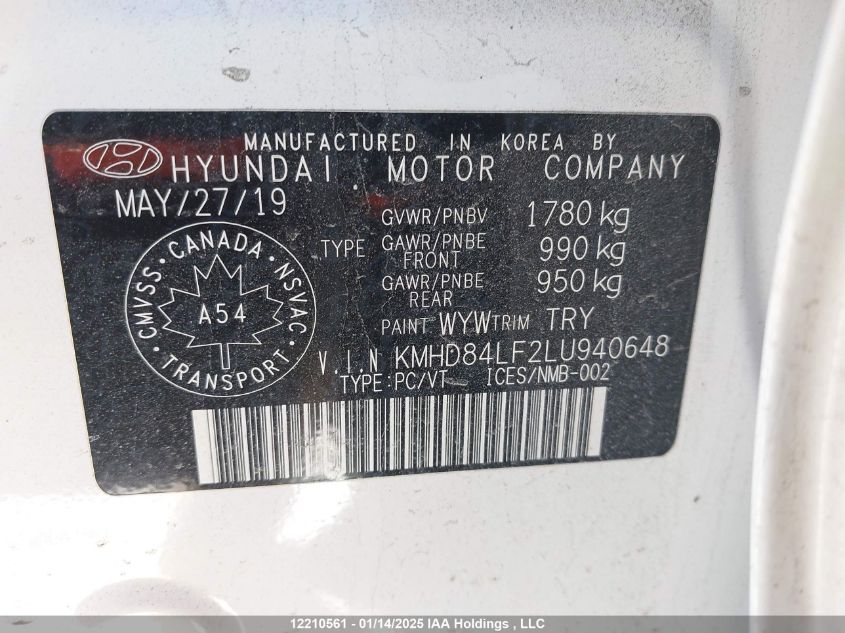 MANUFACTURED IN KOREA BY
HYUNDAI MOTOR COMPANY
MAY/27/19
GVWR/PNBV 1780 kg
TYPE GAWR/PNBE FRONT 990 kg
GAWR/PNBE REAR 950 kg
CMVSS • CANADA • NSVAC
A54
TRANSPORT
PAINT WYW TRIM TRY
V.I.N KMHD84LF2LU940648
TYPE:PC/VT ICES/NMB-002
12210561 - 01/14/2025 IAA Holdings , LLC